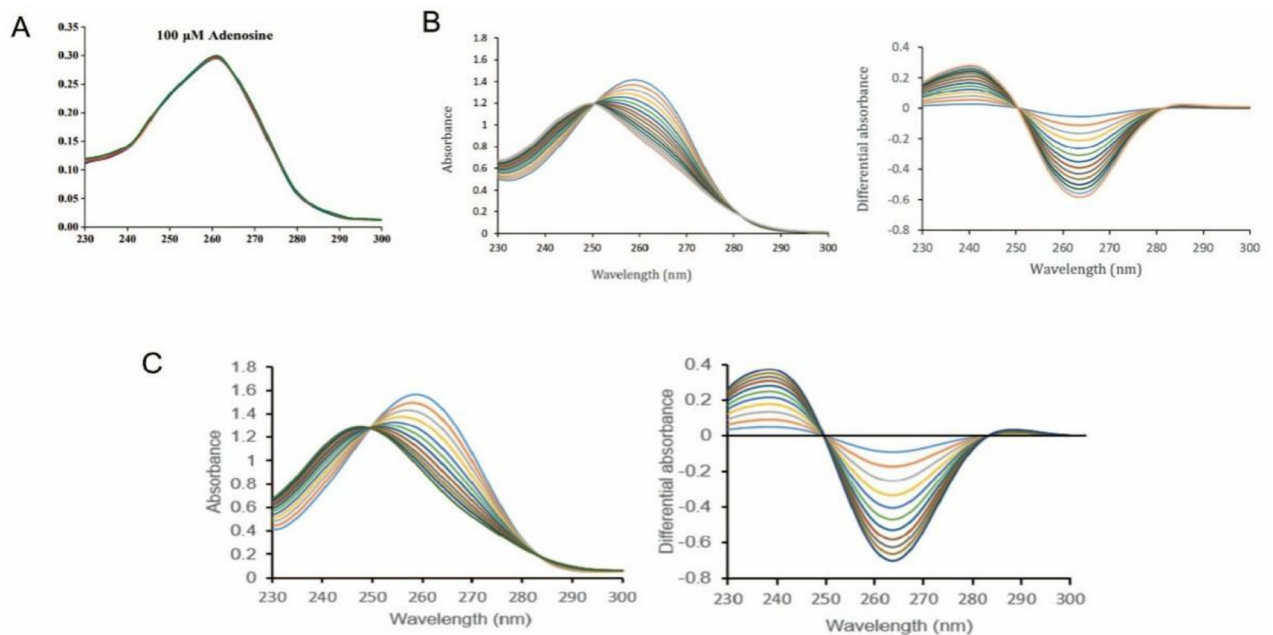 A
100 μM Adenosine
0.35
0.30
0.25
0.20
0.15
0.10
0.05
0.00
230 240 250 260 270 280 290 300
B
Absorbance
1.8
1.6
1.4
1.2
1
0.8
0.6
0.4
0.2
0
230 240 250 260 270 280 290 300
Wavelength (nm)
Differential absorbance
0.4
0.2
0
-0.2
-0.4
-0.6
-0.8
230 240 250 260 270 280 290 300
Wavelength (nm)
C
Absorbance
1.8
1.6
1.4
1.2
1
0.8
0.6
0.4
0.2
0
230 240 250 260 270 280 290 300
Wavelength (nm)
Differential absorbance
0.4
0.2
0
-0.2
-0.4
-0.6
-0.8
230 240 250 260 270 280 290 300
Wavelength (nm)